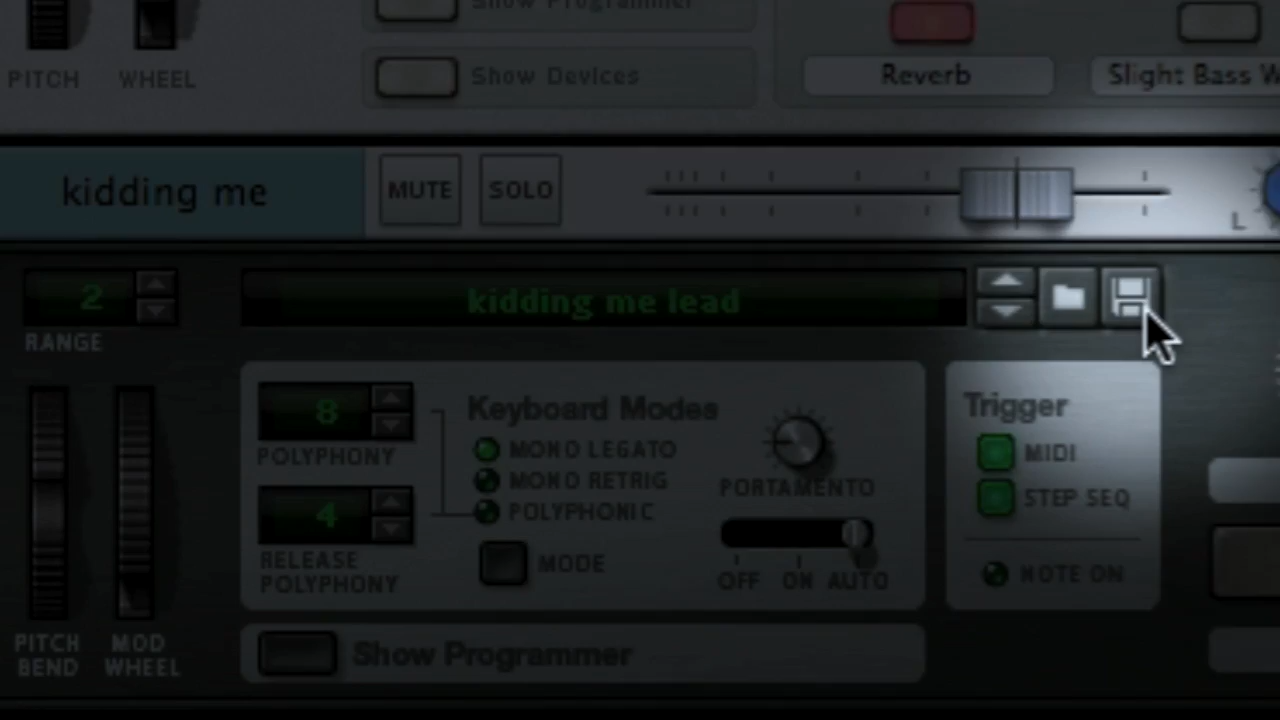 Show Programmer
PITCH
WHEEL
Show Devices
Reverb
Slight Bass
kidding me
MUTE
SOLO
L
2
RANGE
kidding me lead
8
POLYPHONY
4
RELEASE
POLYPHONY
Keyboard Modes
MONO LEGATO
MONO RETRIG
POLYPHONIC
MODE
PORTAMENTO
OFF ON AUTO
Trigger
MIDI
STEP SEQ
NOTE ON
PITCH
BEND
MOD
WHEEL
Show Programmer